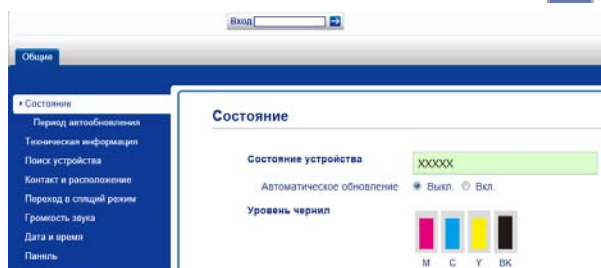 Вход
Общие
Состояние
Период автообновления
Техническая информация
Поиск устройства
Контакт и расположение
Переход в спящий режим
Громкость звука
Дата и время
Панель
Состояние
Состояние устройства XXXXX
Автоматическое обновление Выкл. Вкл.
Уровень чернил
M C Y BK